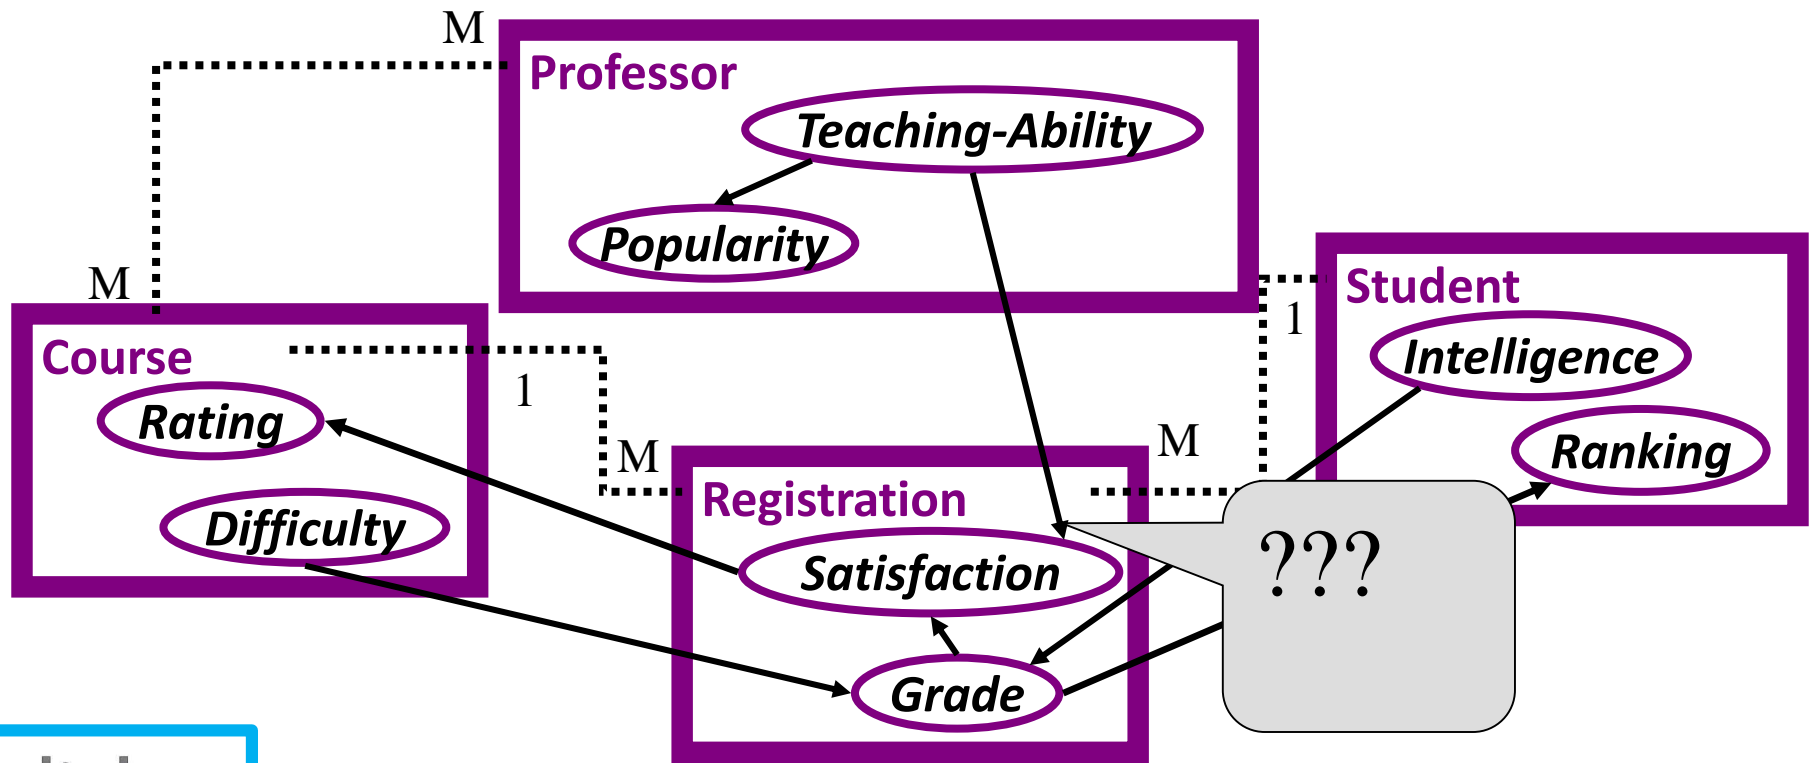 M
Professor
Teaching-Ability
Popularity
M
Student
1
Intelligence
Course
1
Rating
Ranking
M
M
Registration
Difficulty
???
Satisfaction
Grade